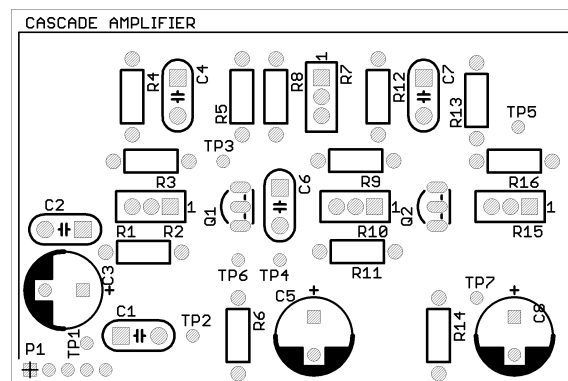 CASCADE AMPLIFIER
R4
C4
R5
R8
1
R7
R12
C7
R13
TP5
TP3
R3
C6
R9
R16
C2
R1
R2
1
Q1
R10
1
Q2
R15
1
C3
+
TP6
TP4
R11
C1
TP2
R6
C5
+
R14
TP7
+
C8
TP1
P1